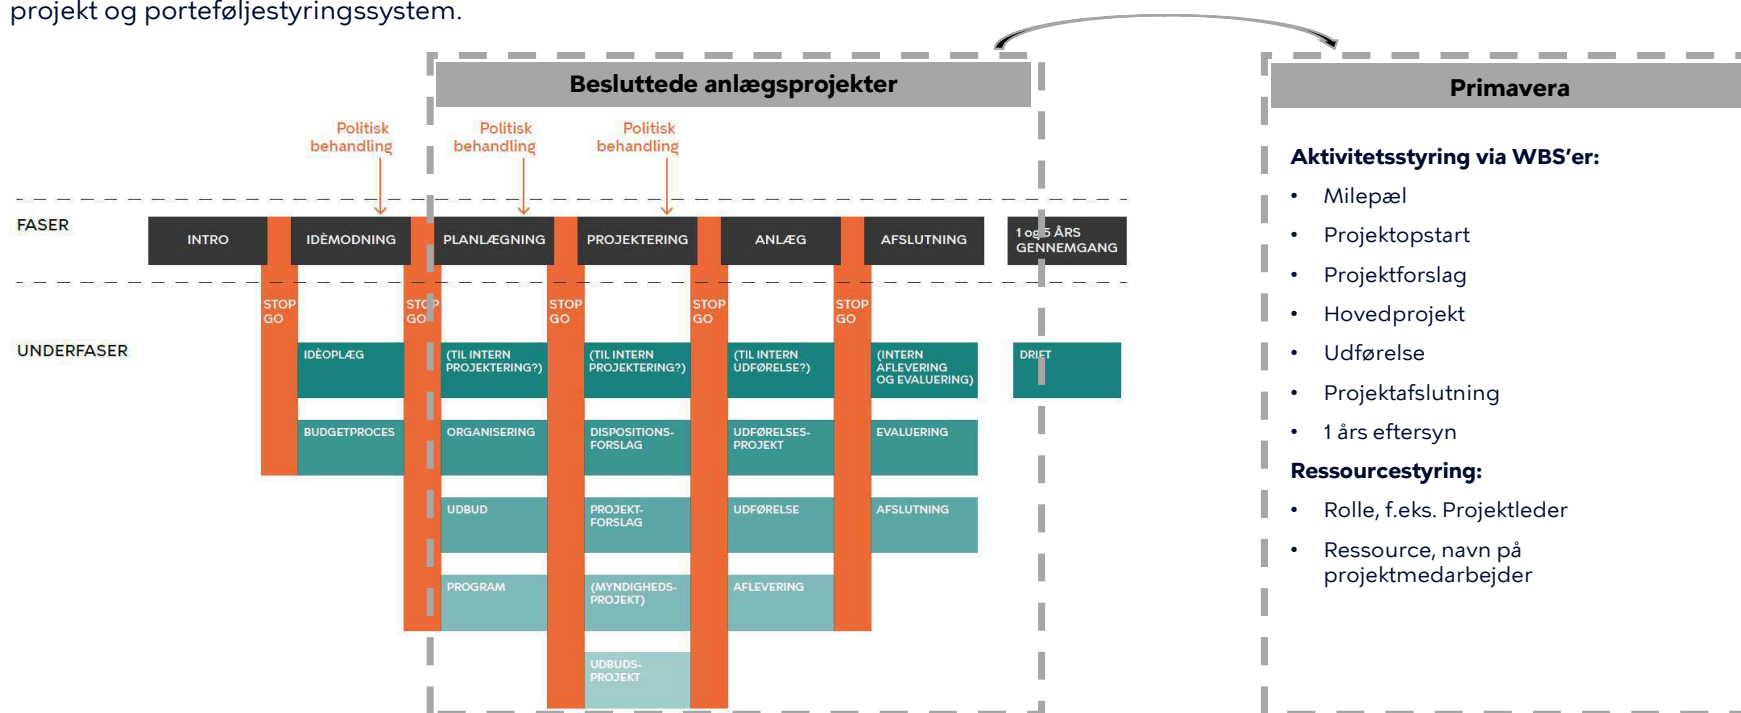 projekt og porteføljestyringssystem.
Besluttede anlægsprojekter
Politisk
behandling
Politisk
behandling
Politisk
behandling
FASER
INTRO
IDÈMODNING
PLANLÆGNING
PROJEKTERING
ANLÆG
AFSLUTNING
1 og 5 ÅRS
GENNEMGANG
STOP
GO
STOP
GO
STOP
GO
STOP
GO
STOP
GO
UNDERFASER
IDÈOPLÆG
(TIL INTERN
PROJEKTERING?)
(TIL INTERN
PROJEKTERING?)
(TIL INTERN
UDFØRELSE?)
(INTERN
AFLEVERING
OG EVALUERING)
DRIFT
BUDGETPROCES
ORGANISERING
DISPOSITIONS-
FORSLAG
UDFØRELSES-
PROJEKT
EVALUERING
UDBUD
PROJEKT-
FORSLAG
UDFØRELSE
AFSLUTNING
PROGRAM
(MYNDIGHEDS-
PROJEKT)
AFLEVERING
UDBUDS-
PROJEKT
Primavera
Aktivitetsstyring via WBS'er:
• Milepæl
• Projektopstart
• Projektforslag
• Hovedprojekt
• Udførelse
• Projektafslutning
• 1 års eftersyn
Ressourcestyring:
• Rolle, f.eks. Projektleder
• Ressource, navn på
projektmedarbejder